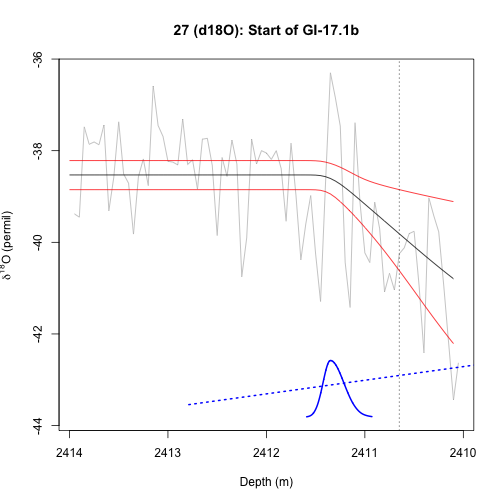 27 (d18O): Start of GI-17.1b
-36
-38
-40
-42
-44
δ¹⁸O (permil)
2414 2413 2412 2411 2410
Depth (m)